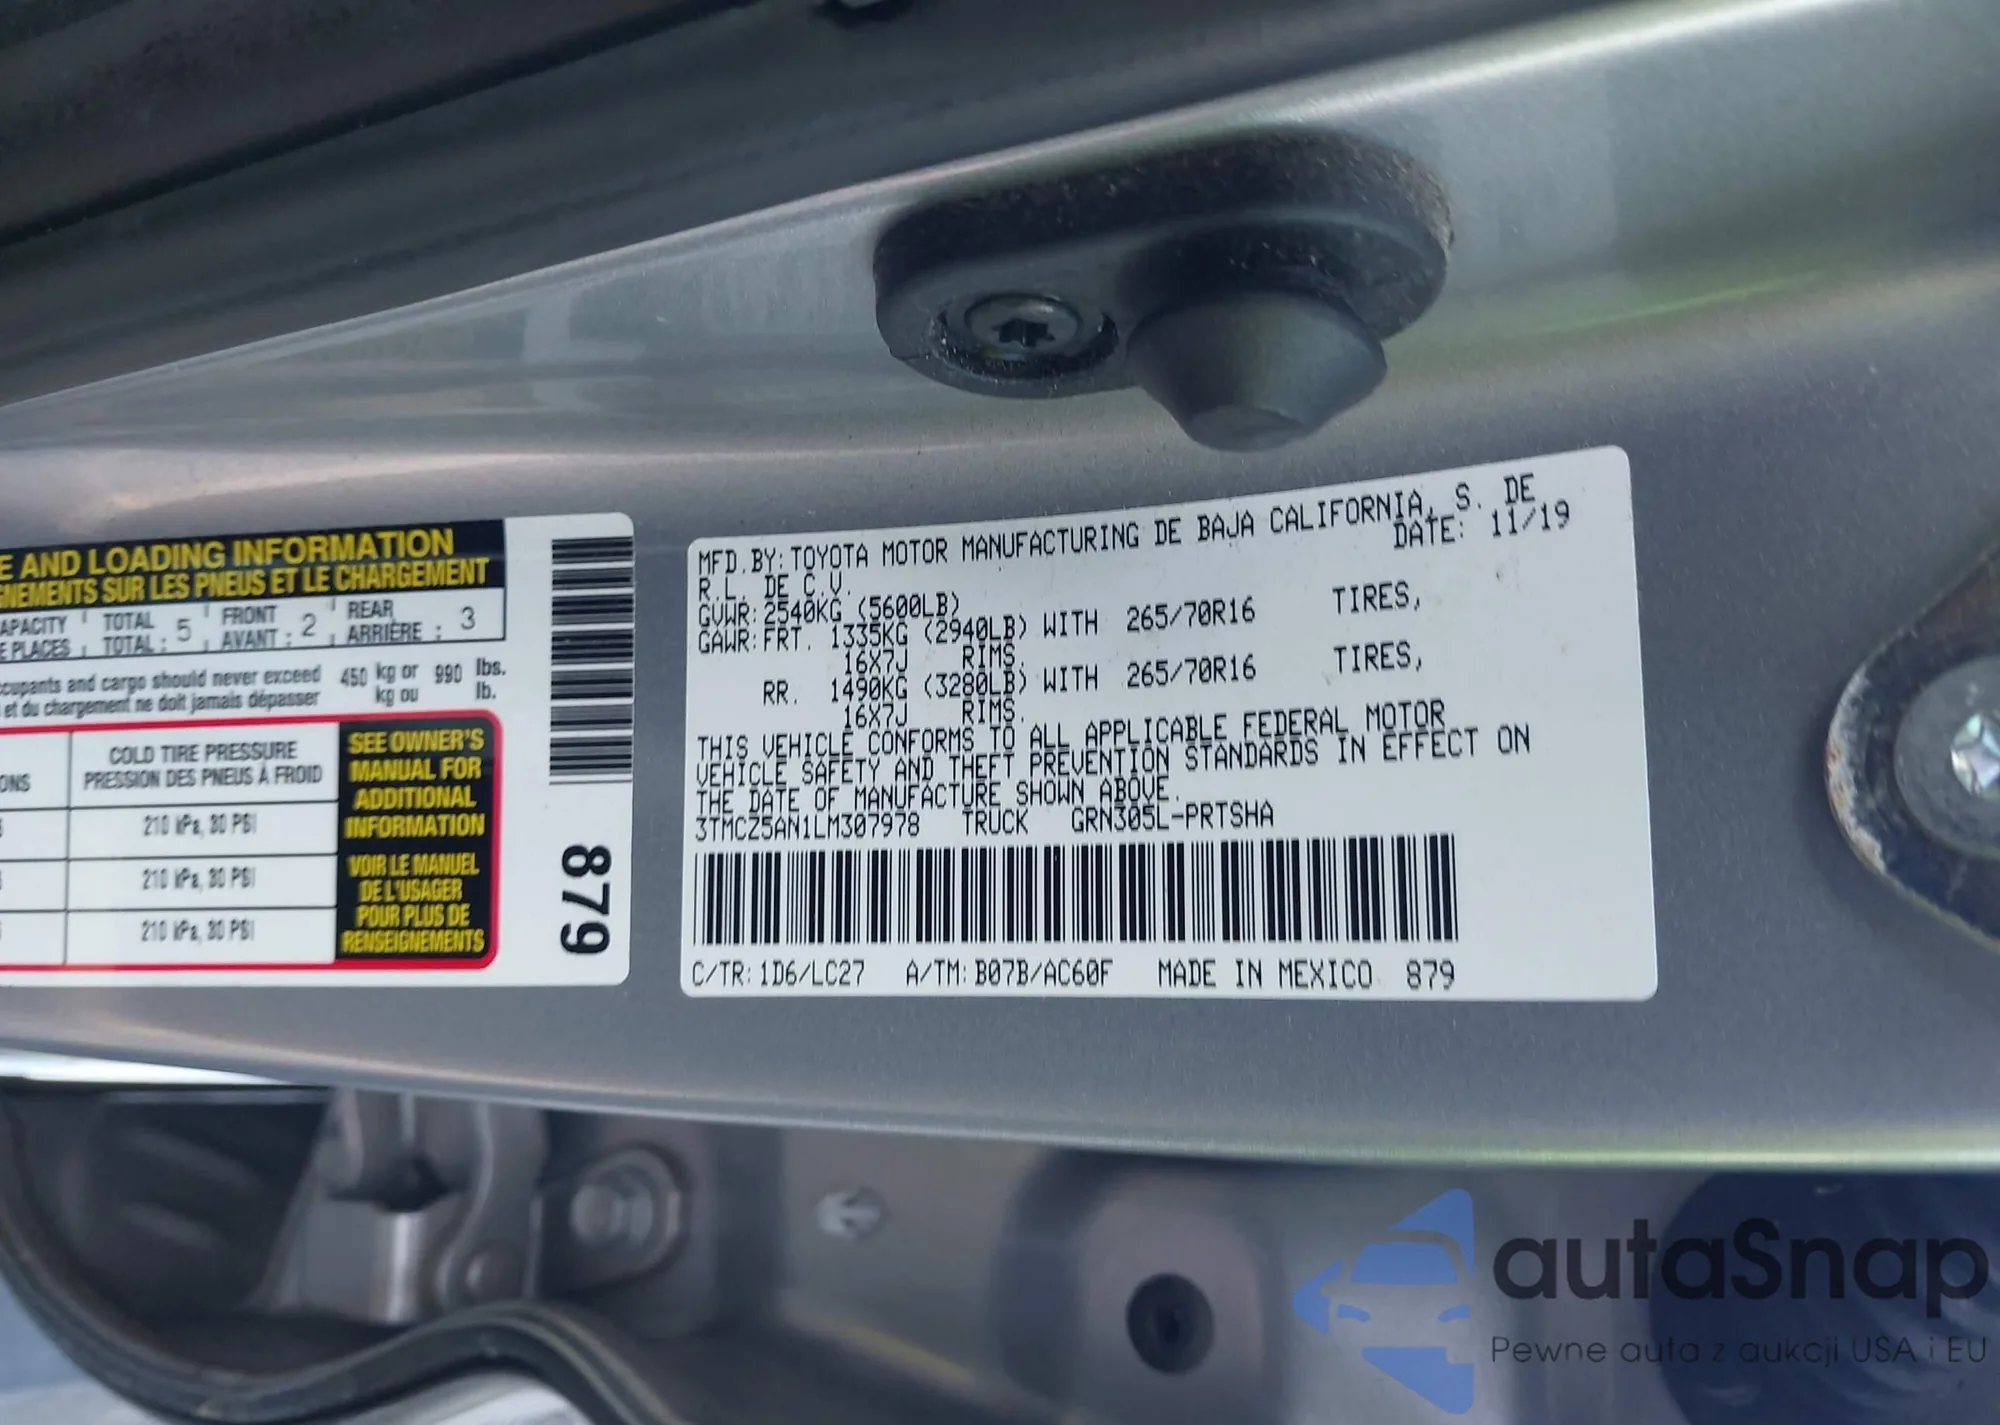 E AND LOADING INFORMATION
GNEMENTS SUR LES PNEUS ET LE CHARGEMENT
APACITY TOTAL 5 FRONT 2 REAR 3
E PLACES TOTAL: AVANT: ARRIÈRE:
ccupants and cargo should never exceed 450 kg or 990 lbs.
et du chargement ne doit jamais dépasser kg ou lb.
ONS
COLD TIRE PRESSURE
PRESSION DES PNEUS À FROID
210 kPa, 30 PSI
210 kPa, 30 PSI
210 kPa, 30 PSI
SEE OWNER'S
MANUAL FOR
ADDITIONAL
INFORMATION
VOIR LE MANUEL
DE L'USAGER
POUR PLUS DE
RENSEIGNEMENTS
879
MFD.BY:TOYOTA MOTOR MANUFACTURING DE BAJA CALIFORNIA, S. DE
R.L. DE C.V. DATE: 11/19
GVWR:2540KG (5600LB)
GAWR:FRT. 1335KG (2940LB) WITH 265/70R16 TIRES,
16X7J RIMS.
RR. 1490KG (3280LB) WITH 265/70R16 TIRES,
16X7J RIMS.
THIS VEHICLE CONFORMS TO ALL APPLICABLE FEDERAL MOTOR
VEHICLE SAFETY AND THEFT PREVENTION STANDARDS IN EFFECT ON
THE DATE OF MANUFACTURE SHOWN ABOVE.
3TMCZ5AN1LM307978 TRUCK GRN305L-PRTSHA
C/TR:1D6/LC27 A/TM:B07B/AC60F MADE IN MEXICO 879
autaSnap
Pewne auta z aukcji USA i EU